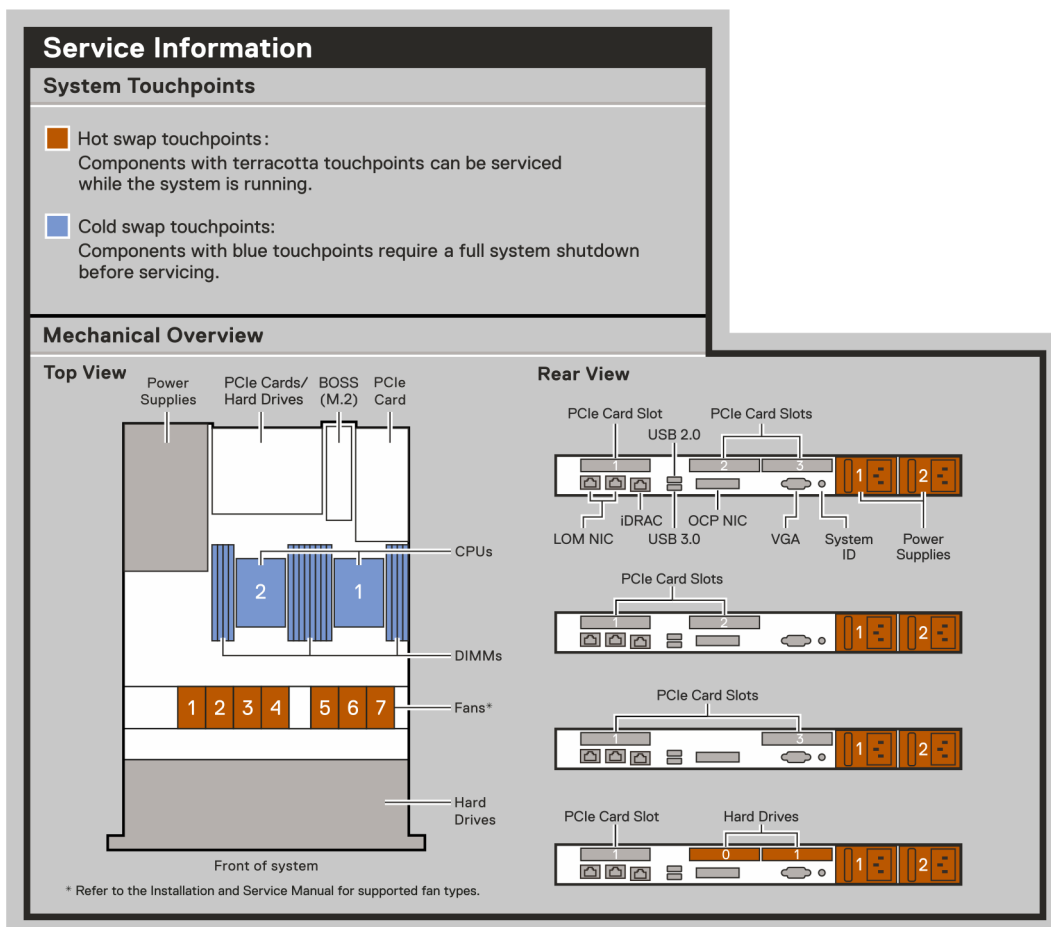 Service Information
System Touchpoints
Hot swap touchpoints:
Components with terracotta touchpoints can be serviced
while the system is running.
Cold swap touchpoints:
Components with blue touchpoints require a full system shutdown
before servicing.
Mechanical Overview
Top View
Power
Supplies
PCIe Cards/
Hard Drives
BOSS
(M.2)
PCIe
Card
CPUs
2
1
DIMMs
1 2 3 4 5 6 7
Fans*
Hard
Drives
Front of system
* Refer to the Installation and Service Manual for supported fan types.
Rear View
PCIe Card Slot
PCIe Card Slots
USB 2.0
1
2
3
1
2
iDRAC
OCP NIC
LOM NIC
USB 3.0
VGA
System
ID
Power
Supplies
PCIe Card Slots
1
2
1
2
PCIe Card Slots
1
3
1
2
PCIe Card Slot
Hard Drives
1
0
1
1
2